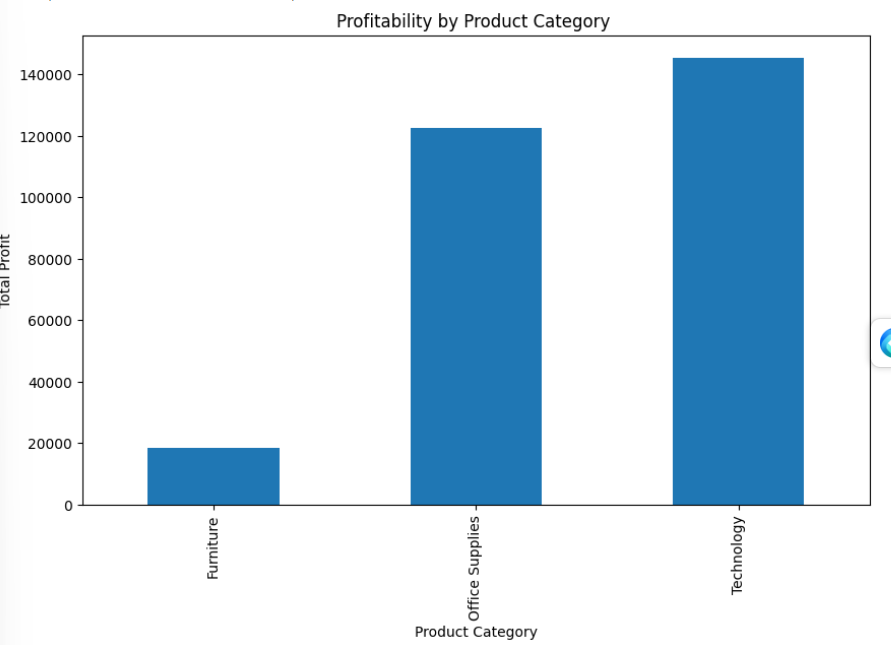 Profitability by Product Category
Total Profit
140000
120000
100000
80000
60000
40000
20000
0
Furniture
Office Supplies
Technology
Product Category